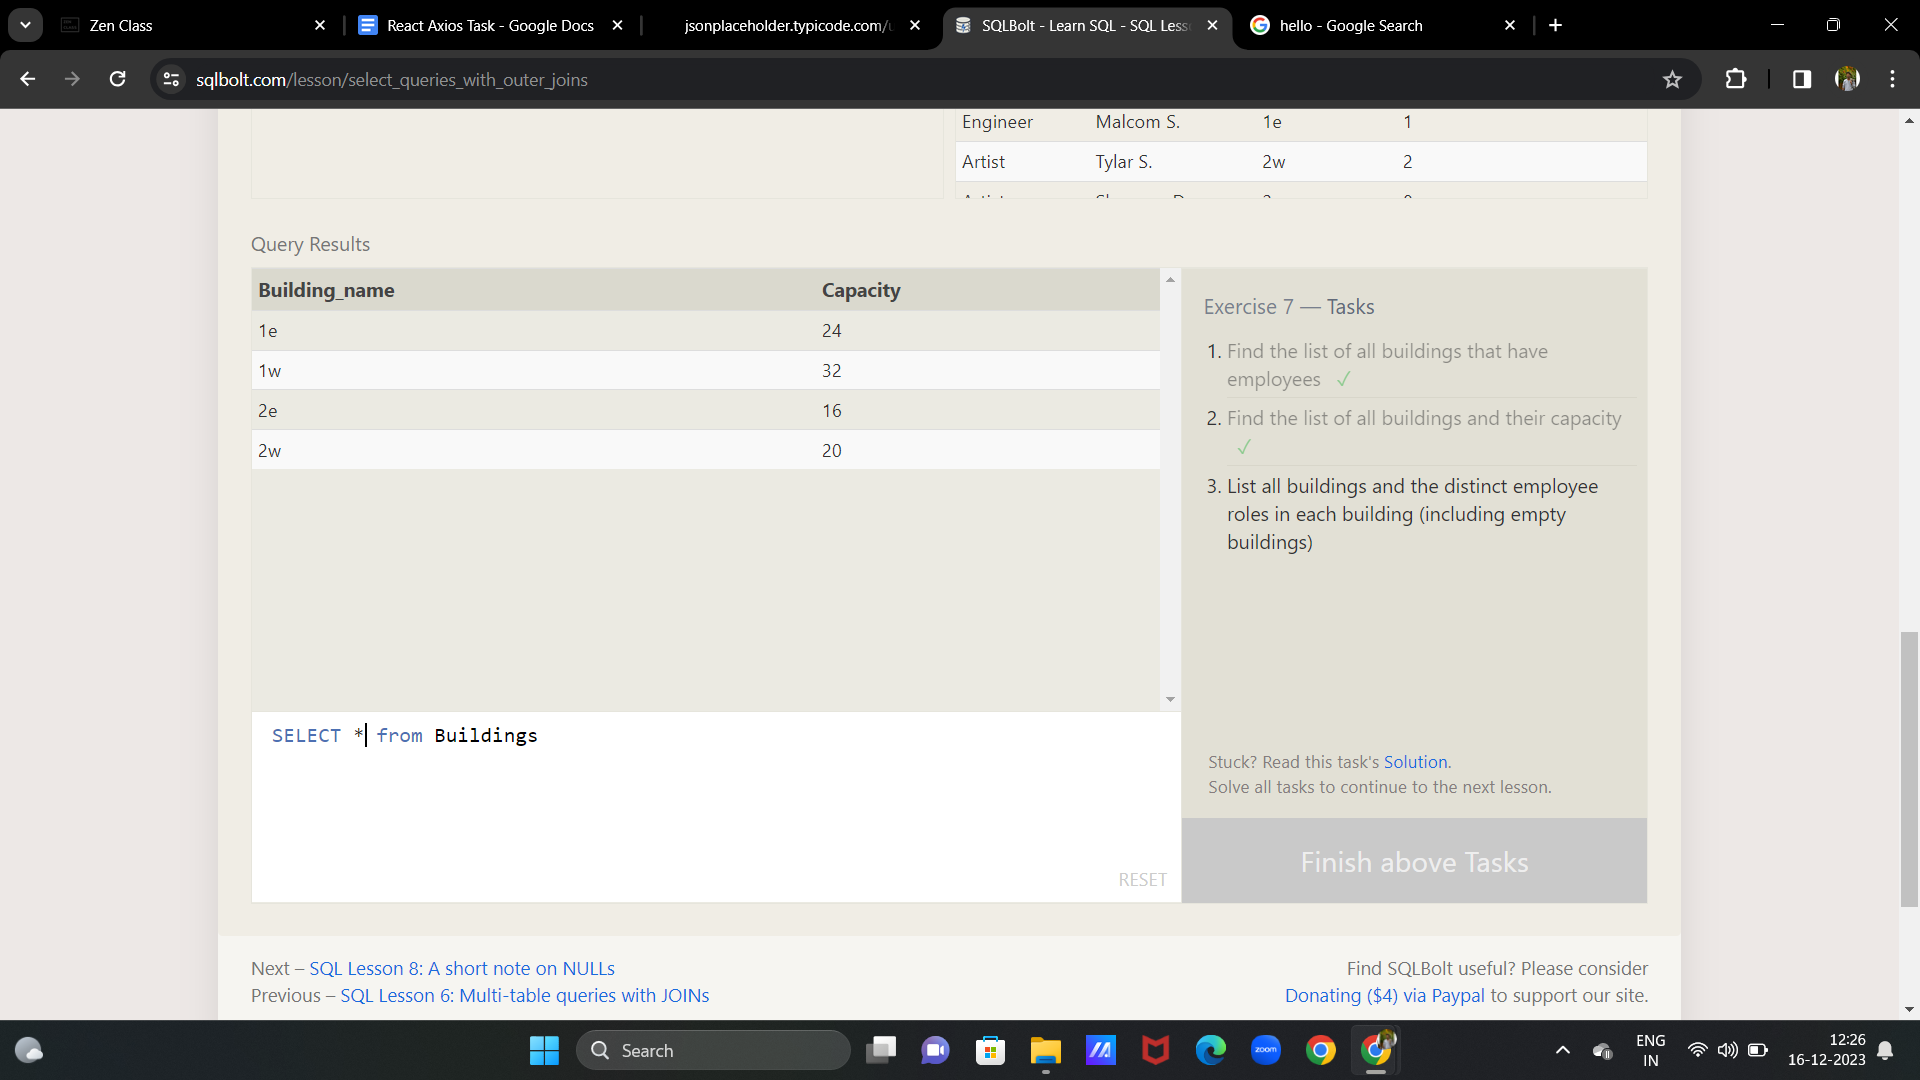 Zen Class
React Axios Task - Google Docs
jsonplaceholder.typicode.com/u
SQLBolt - Learn SQL - SQL Less
hello - Google Search
sqlbolt.com/lesson/select_queries_with_outer_joins
Engineer Malcom S. 1e 1
Artist Tylar S. 2w 2
Query Results
Building_name Capacity
1e 24
1w 32
2e 16
2w 20
Exercise 7 — Tasks
1. Find the list of all buildings that have
employees ✓
2. Find the list of all buildings and their capacity
✓
3. List all buildings and the distinct employee
roles in each building (including empty
buildings)
SELECT * from Buildings
RESET
Stuck? Read this task's Solution.
Solve all tasks to continue to the next lesson.
Finish above Tasks
Next – SQL Lesson 8: A short note on NULLs
Previous – SQL Lesson 6: Multi-table queries with JOINs
Find SQLBolt useful? Please consider
Donating ($4) via Paypal to support our site.
Search
zoom
ENG
IN
12:26
16-12-2023